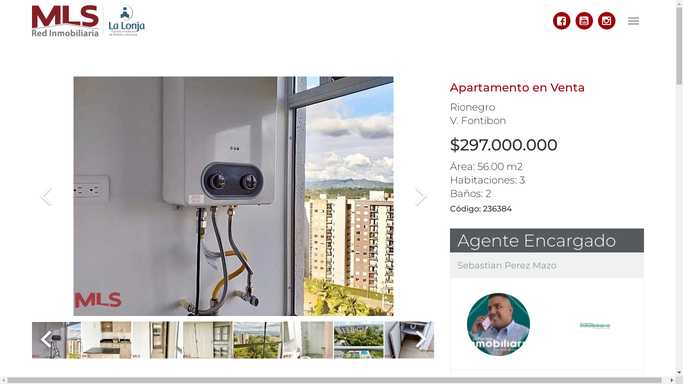 MLS
Red Inmobiliaria
La Lonja
Apartamento en Venta
Rionegro
V. Fontibon
$297.000.000
Área: 56.00 m2
Habitaciones: 3
Baños: 2
Código: 236384
Agente Encargado
Sebastian Perez Mazo
MLS